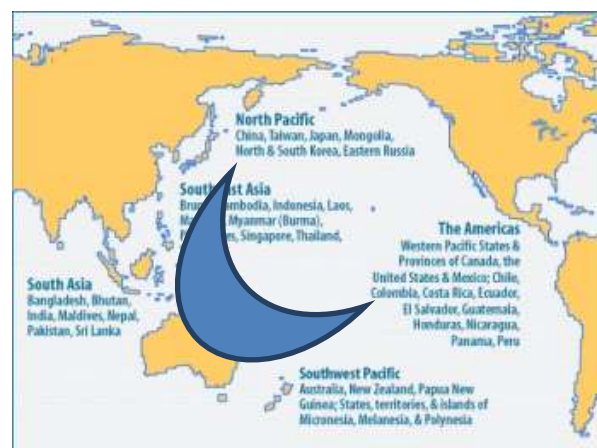 North Pacific
China, Taiwan, Japan, Mongolia,
North & South Korea, Eastern Russia
Southeast Asia
Indonesia, Laos,
Myanmar (Burma),
Singapore, Thailand,
The Americas
Western Pacific States &
Provinces of Canada, the
United States & Mexico; Chile,
Colombia, Costa Rica, Ecuador,
El Salvador, Guatemala,
Honduras, Nicaragua,
Panama, Peru
South Asia
Bangladesh, Bhutan,
India, Maldives, Nepal,
Pakistan, Sri Lanka
Southwest Pacific
Australia, New Zealand, Papua New
Guinea; States, territories, & islands of
Micronesia, Melanesia, & Polynesia